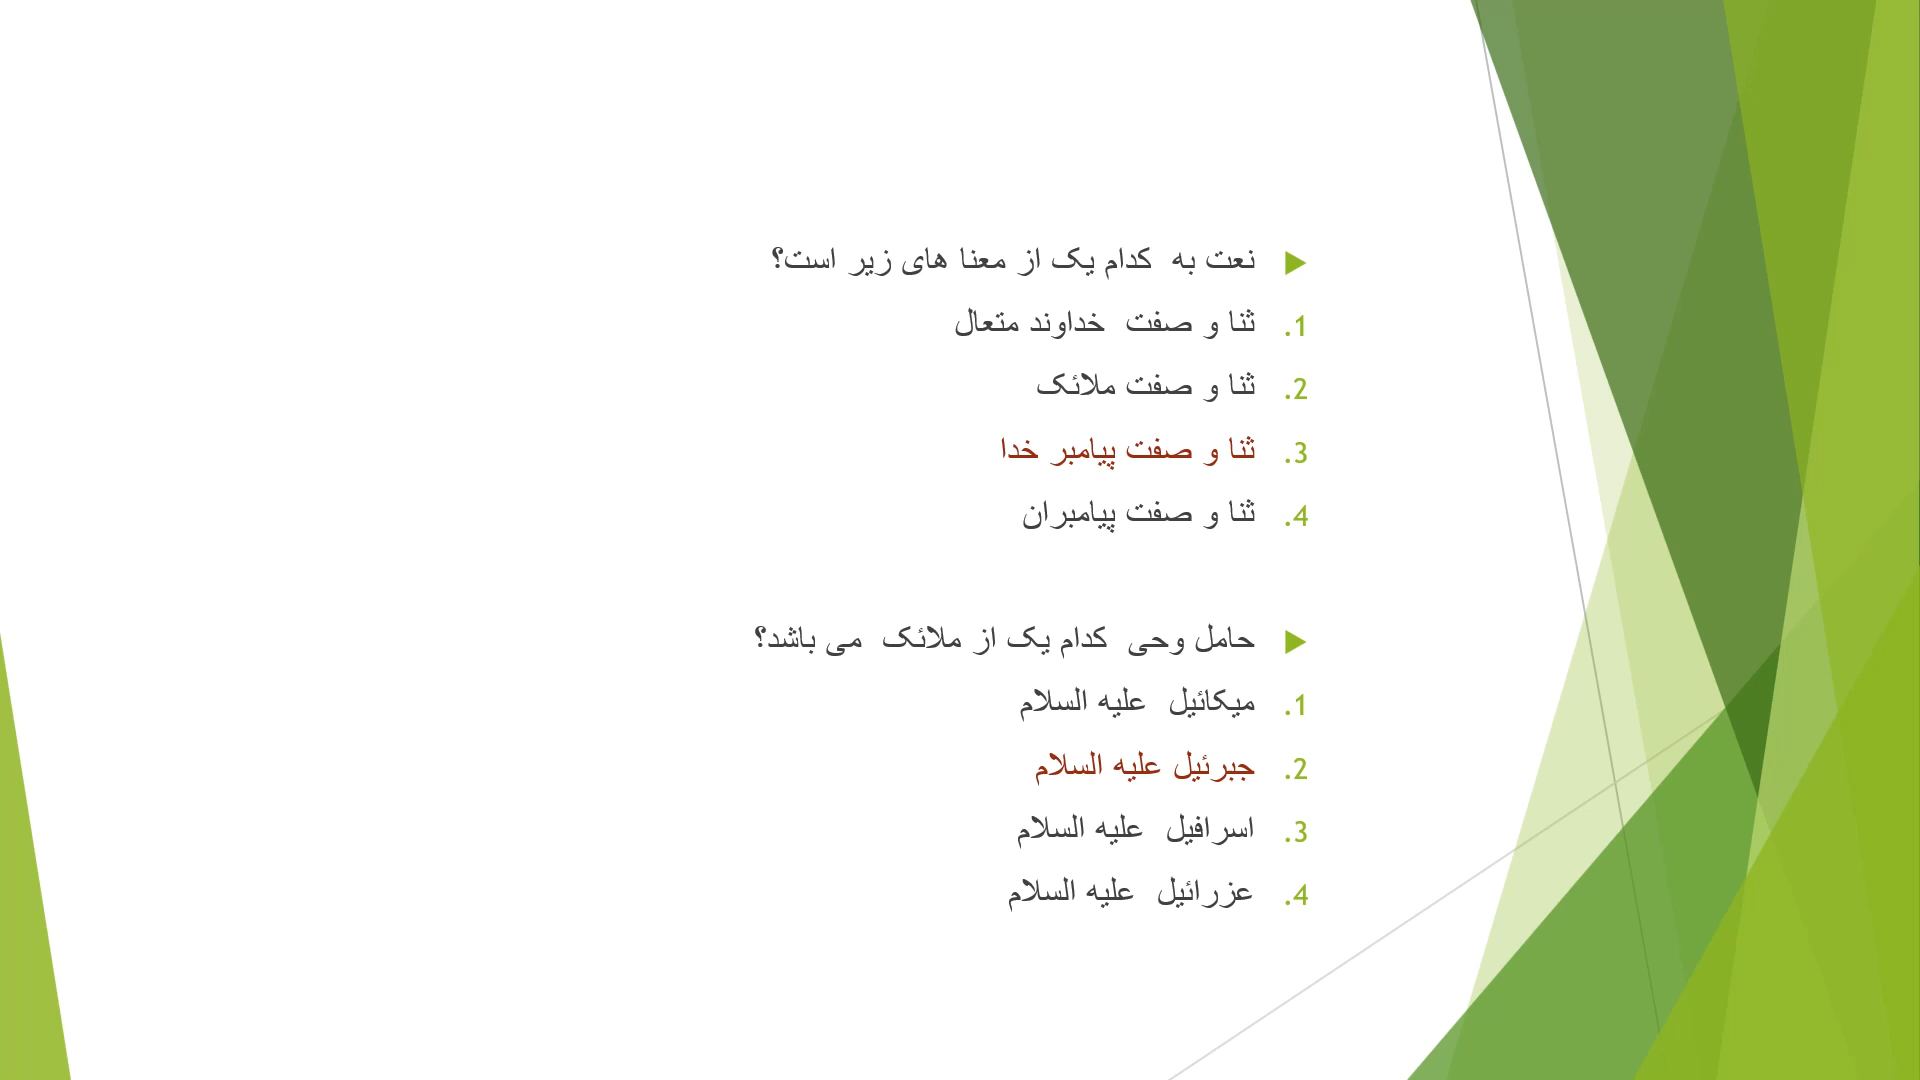 نعت به کدام یک از معنا های زیر است؟
1. ثنا و صفت خداوند متعال
2. ثنا و صفت ملائک
3. ثنا و صفت پیامبر خدا
4. ثنا و صفت پیامبران
حامل وحی کدام یک از ملائک می باشد؟
1. میکائیل علیه السلام
2. جبرئیل علیه السلام
3. اسرافیل علیه السلام
4. عزرائیل علیه السلام